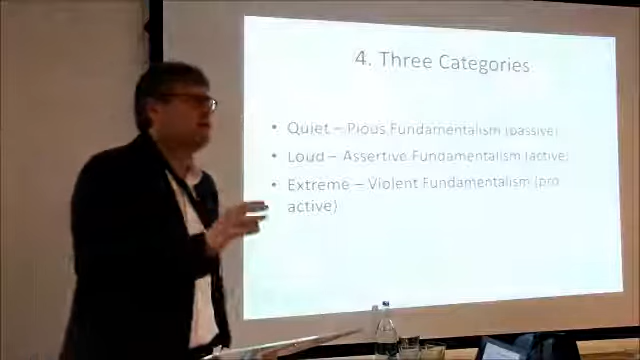 4. Three Categories
• Quiet – Pious Fundamentalism (passive)
• Loud – Assertive Fundamentalism (active)
• Extreme – Violent Fundamentalism (pro
active)